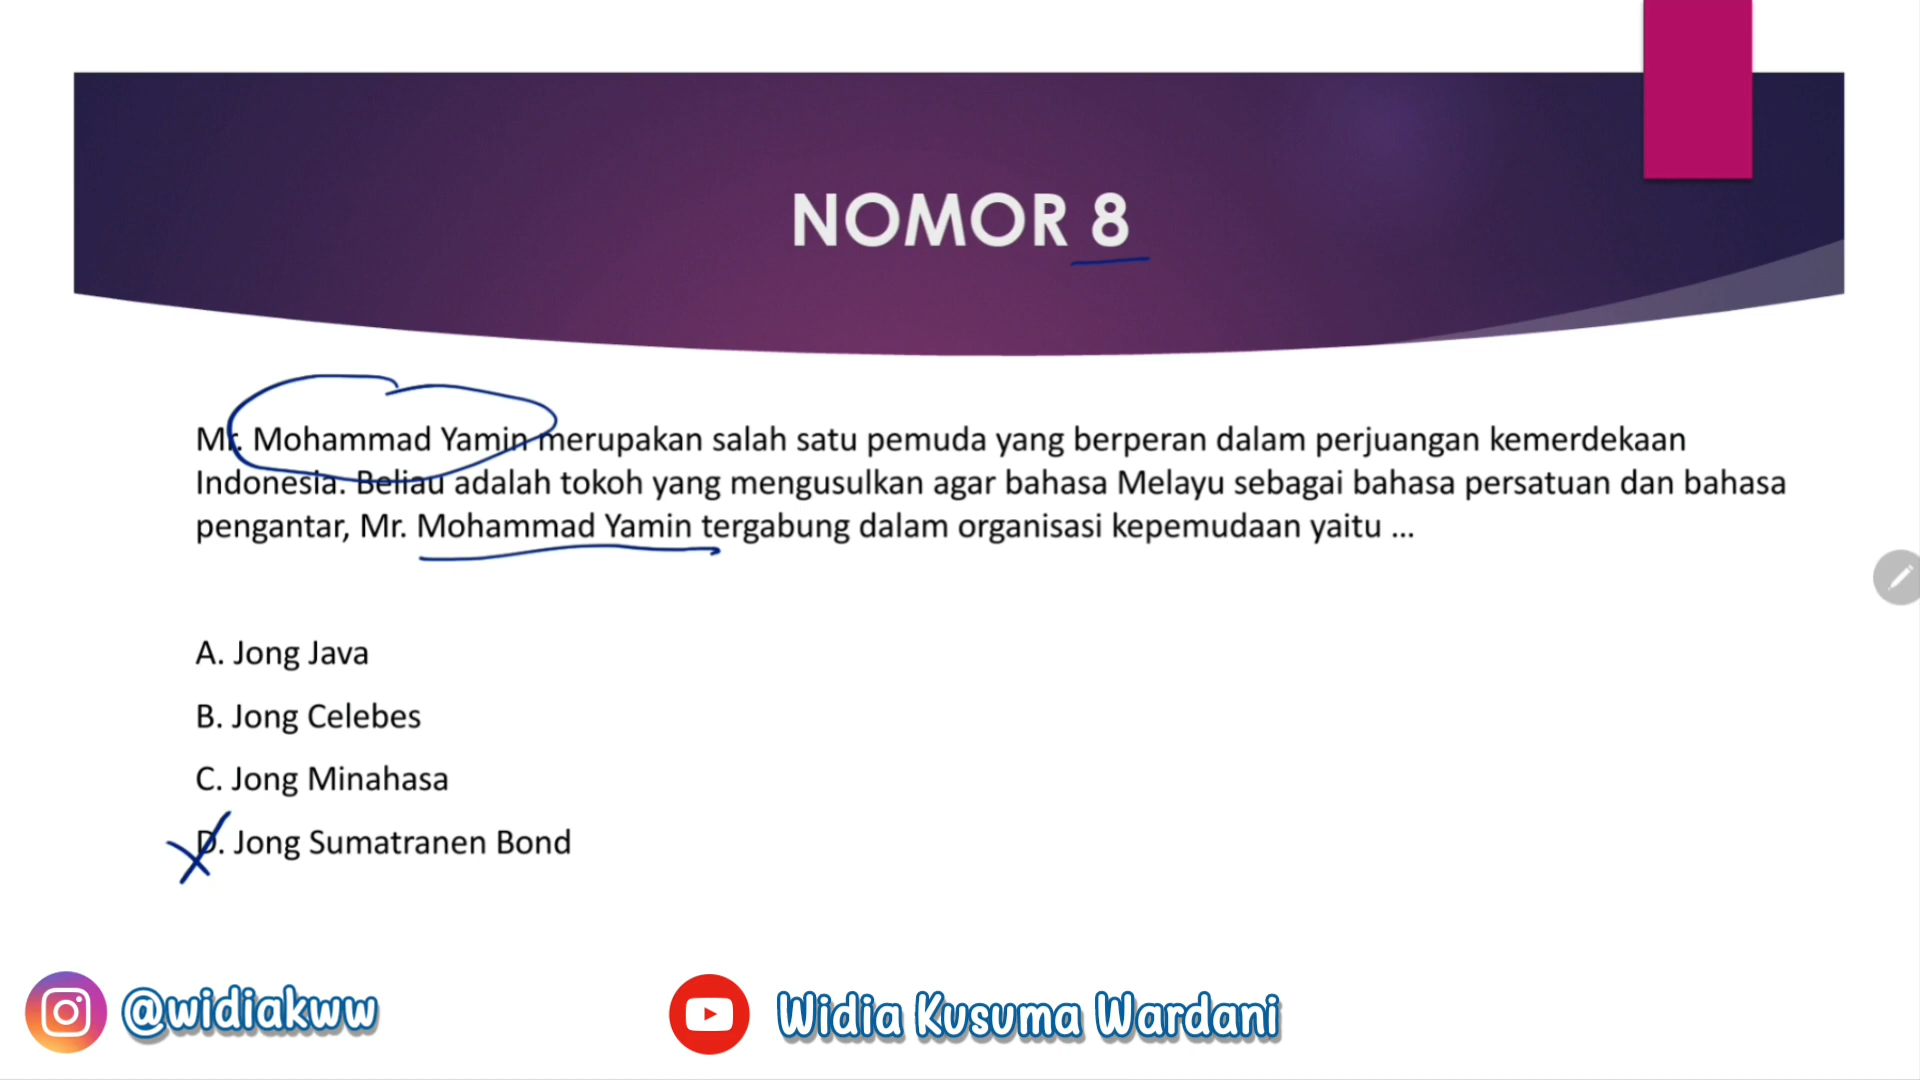 NOMOR 8
Mr. Mohammad Yamin merupakan salah satu pemuda yang berperan dalam perjuangan kemerdekaan
Indonesia. Beliau adalah tokoh yang mengusulkan agar bahasa Melayu sebagai bahasa persatuan dan bahasa
pengantar, Mr. Mohammad Yamin tergabung dalam organisasi kepemudaan yaitu ...
A. Jong Java
B. Jong Celebes
C. Jong Minahasa
D. Jong Sumatranen Bond
@widiakww
Widia Kusuma Wardani